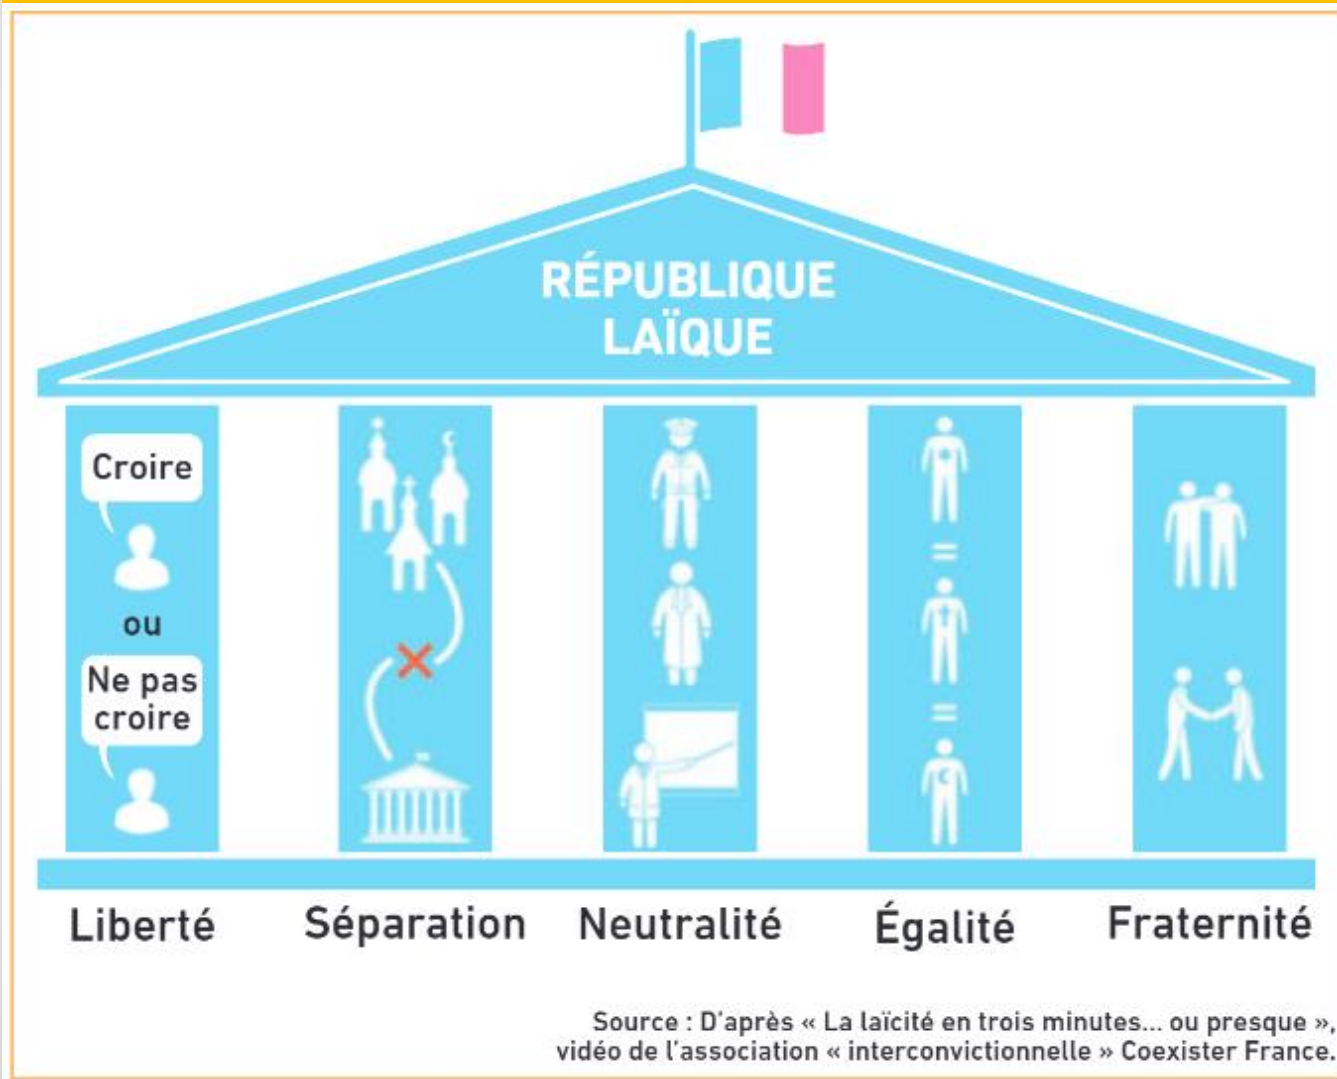 RÉPUBLIQUE
LAÏQUE
Croire
ou
Ne pas
croire
Liberté
Séparation
Neutralité
Égalité
Fraternité
Source : D'après « La laïcité en trois minutes... ou presque »,
vidéo de l'association « interconvictionnelle » Coexister France.